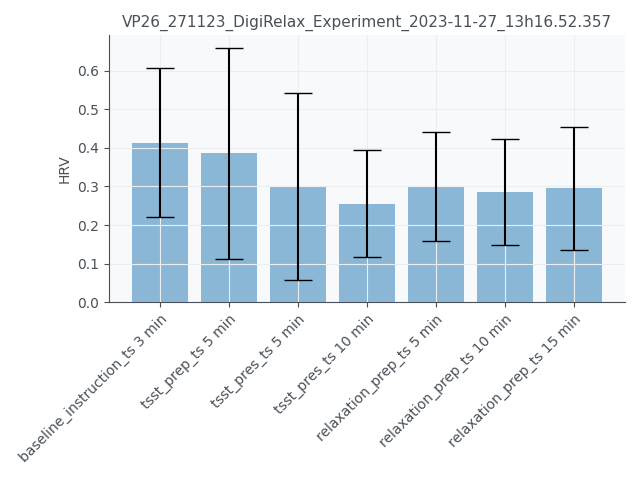 VP26_271123_DigiRelax_Experiment_2023-11-27_13h16.52.357
HRV
0.6
0.5
0.4
0.3
0.2
0.1
0.0
baseline_instruction_ts 3 min
tsst_prep_ts 5 min
tsst_pres_ts 5 min
tsst_pres_ts 10 min
relaxation_prep_ts 5 min
relaxation_prep_ts 10 min
relaxation_prep_ts 15 min